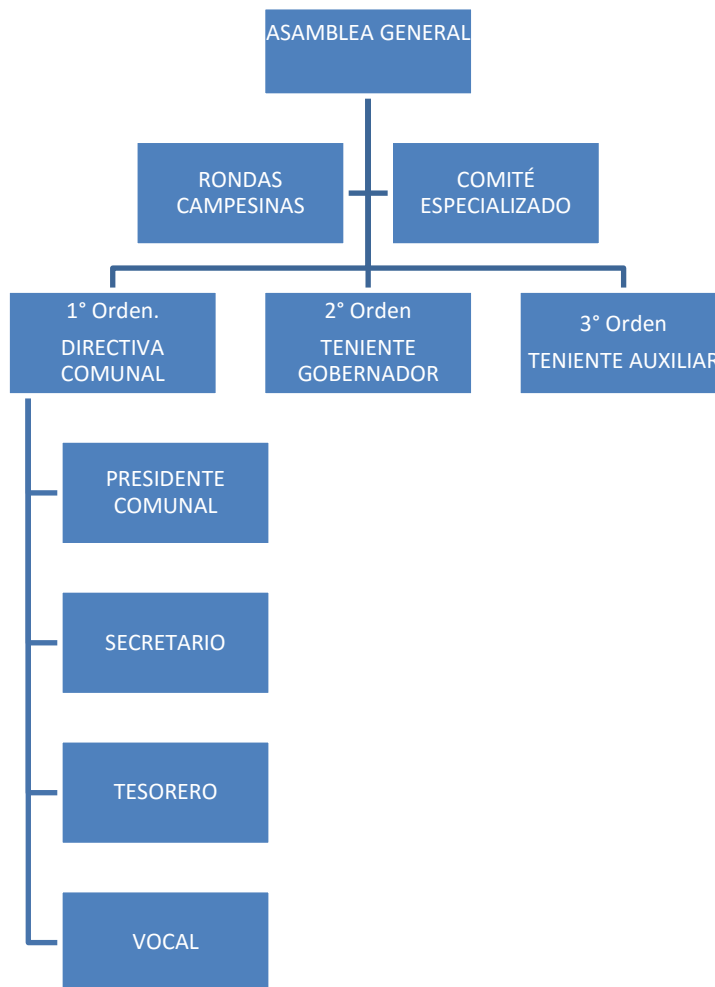 ASAMBLEA GENERAL
RONDAS
CAMPESINAS
COMITÉ
ESPECIALIZADO
1° Orden.
DIRECTIVA
COMUNAL
2° Orden
TENIENTE
GOBERNADOR
3° Orden
TENIENTE AUXILIAR
PRESIDENTE
COMUNAL
SECRETARIO
TESORERO
VOCAL